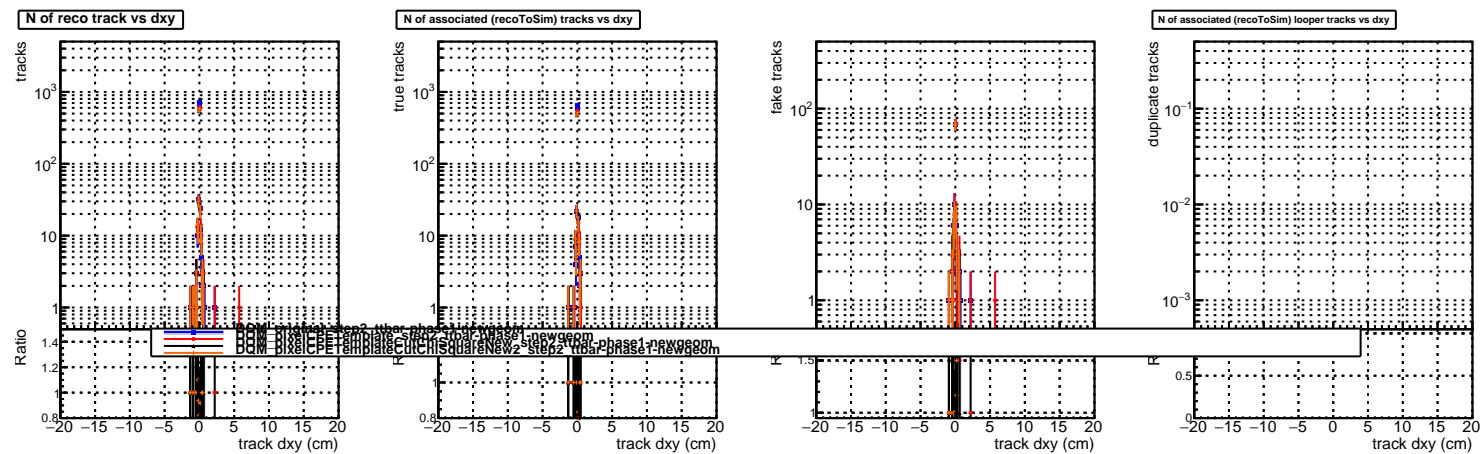 N of reco track vs dxy
tracks
10³
10²
10
1
Ratio
1.4
1.2
1
0.8
−20 −15 −10 −5 0 5 10 15 20
track dxy (cm)
N of associated (recoToSim) tracks vs dxy
true tracks
10³
10²
10
1
1
0.8
−20 −15 −10 −5 0 5 10 15 20
track dxy (cm)
fake tracks
10²
10
1
1.5
1
−20 −15 −10 −5 0 5 10 15 20
track dxy (cm)
N of associated (recoToSim) looper tracks vs dxy
duplicate tracks
10⁻¹
10⁻²
10⁻³
0.5
0
−20 −15 −10 −5 0 5 10 15 20
track dxy (cm)
DQM_original_step2_ttbar-phase1-newgeom
DQM_pixelCPETemplateCutChiSquareNew2_step2_ttbar-phase1-newgeom